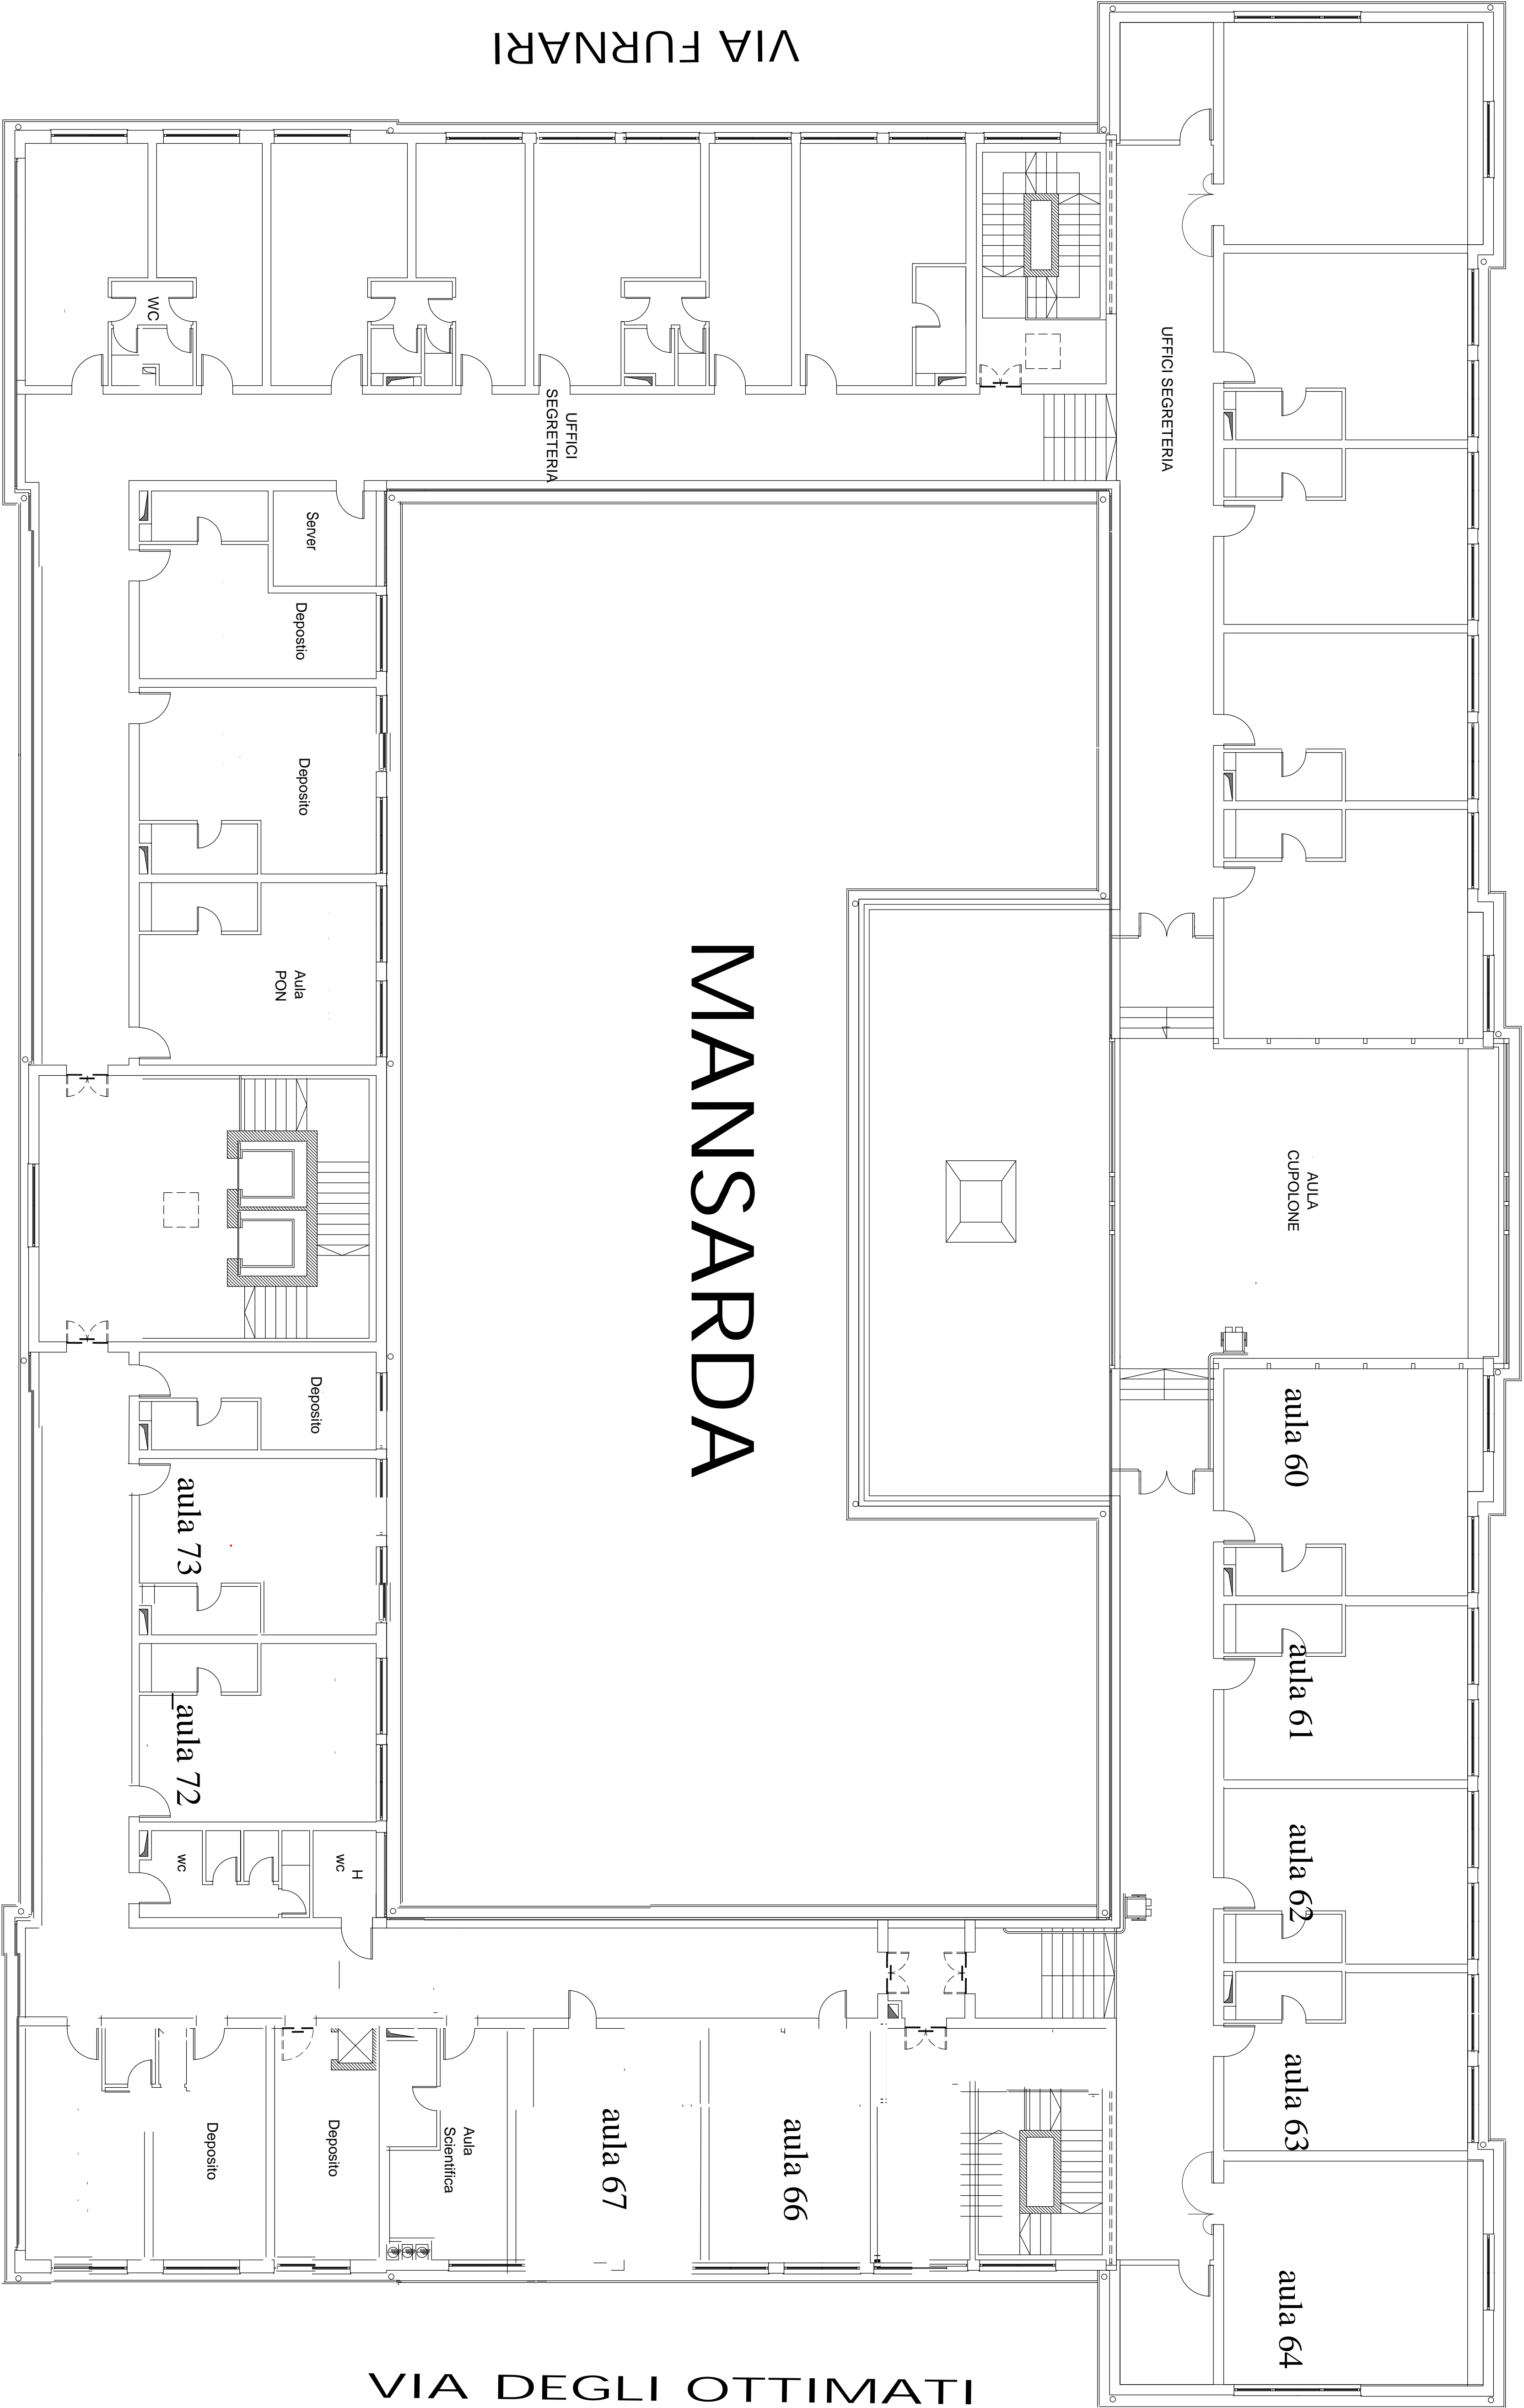 VIA FURNARI
WC
UFFICI SEGRETERIA
UFFICI
SEGRETERIA
Server
Depostio
Deposito
Aula
PON
MANSARDA
AULA
CUPOLONE
Deposito
aula 60
aula 73
aula 61
aula 72
aula 62
wc
H
wc
aula 63
Deposito
Deposito
Aula
Scientifica
aula 67
aula 66
aula 64
VIA DEGLI OTTIMATI